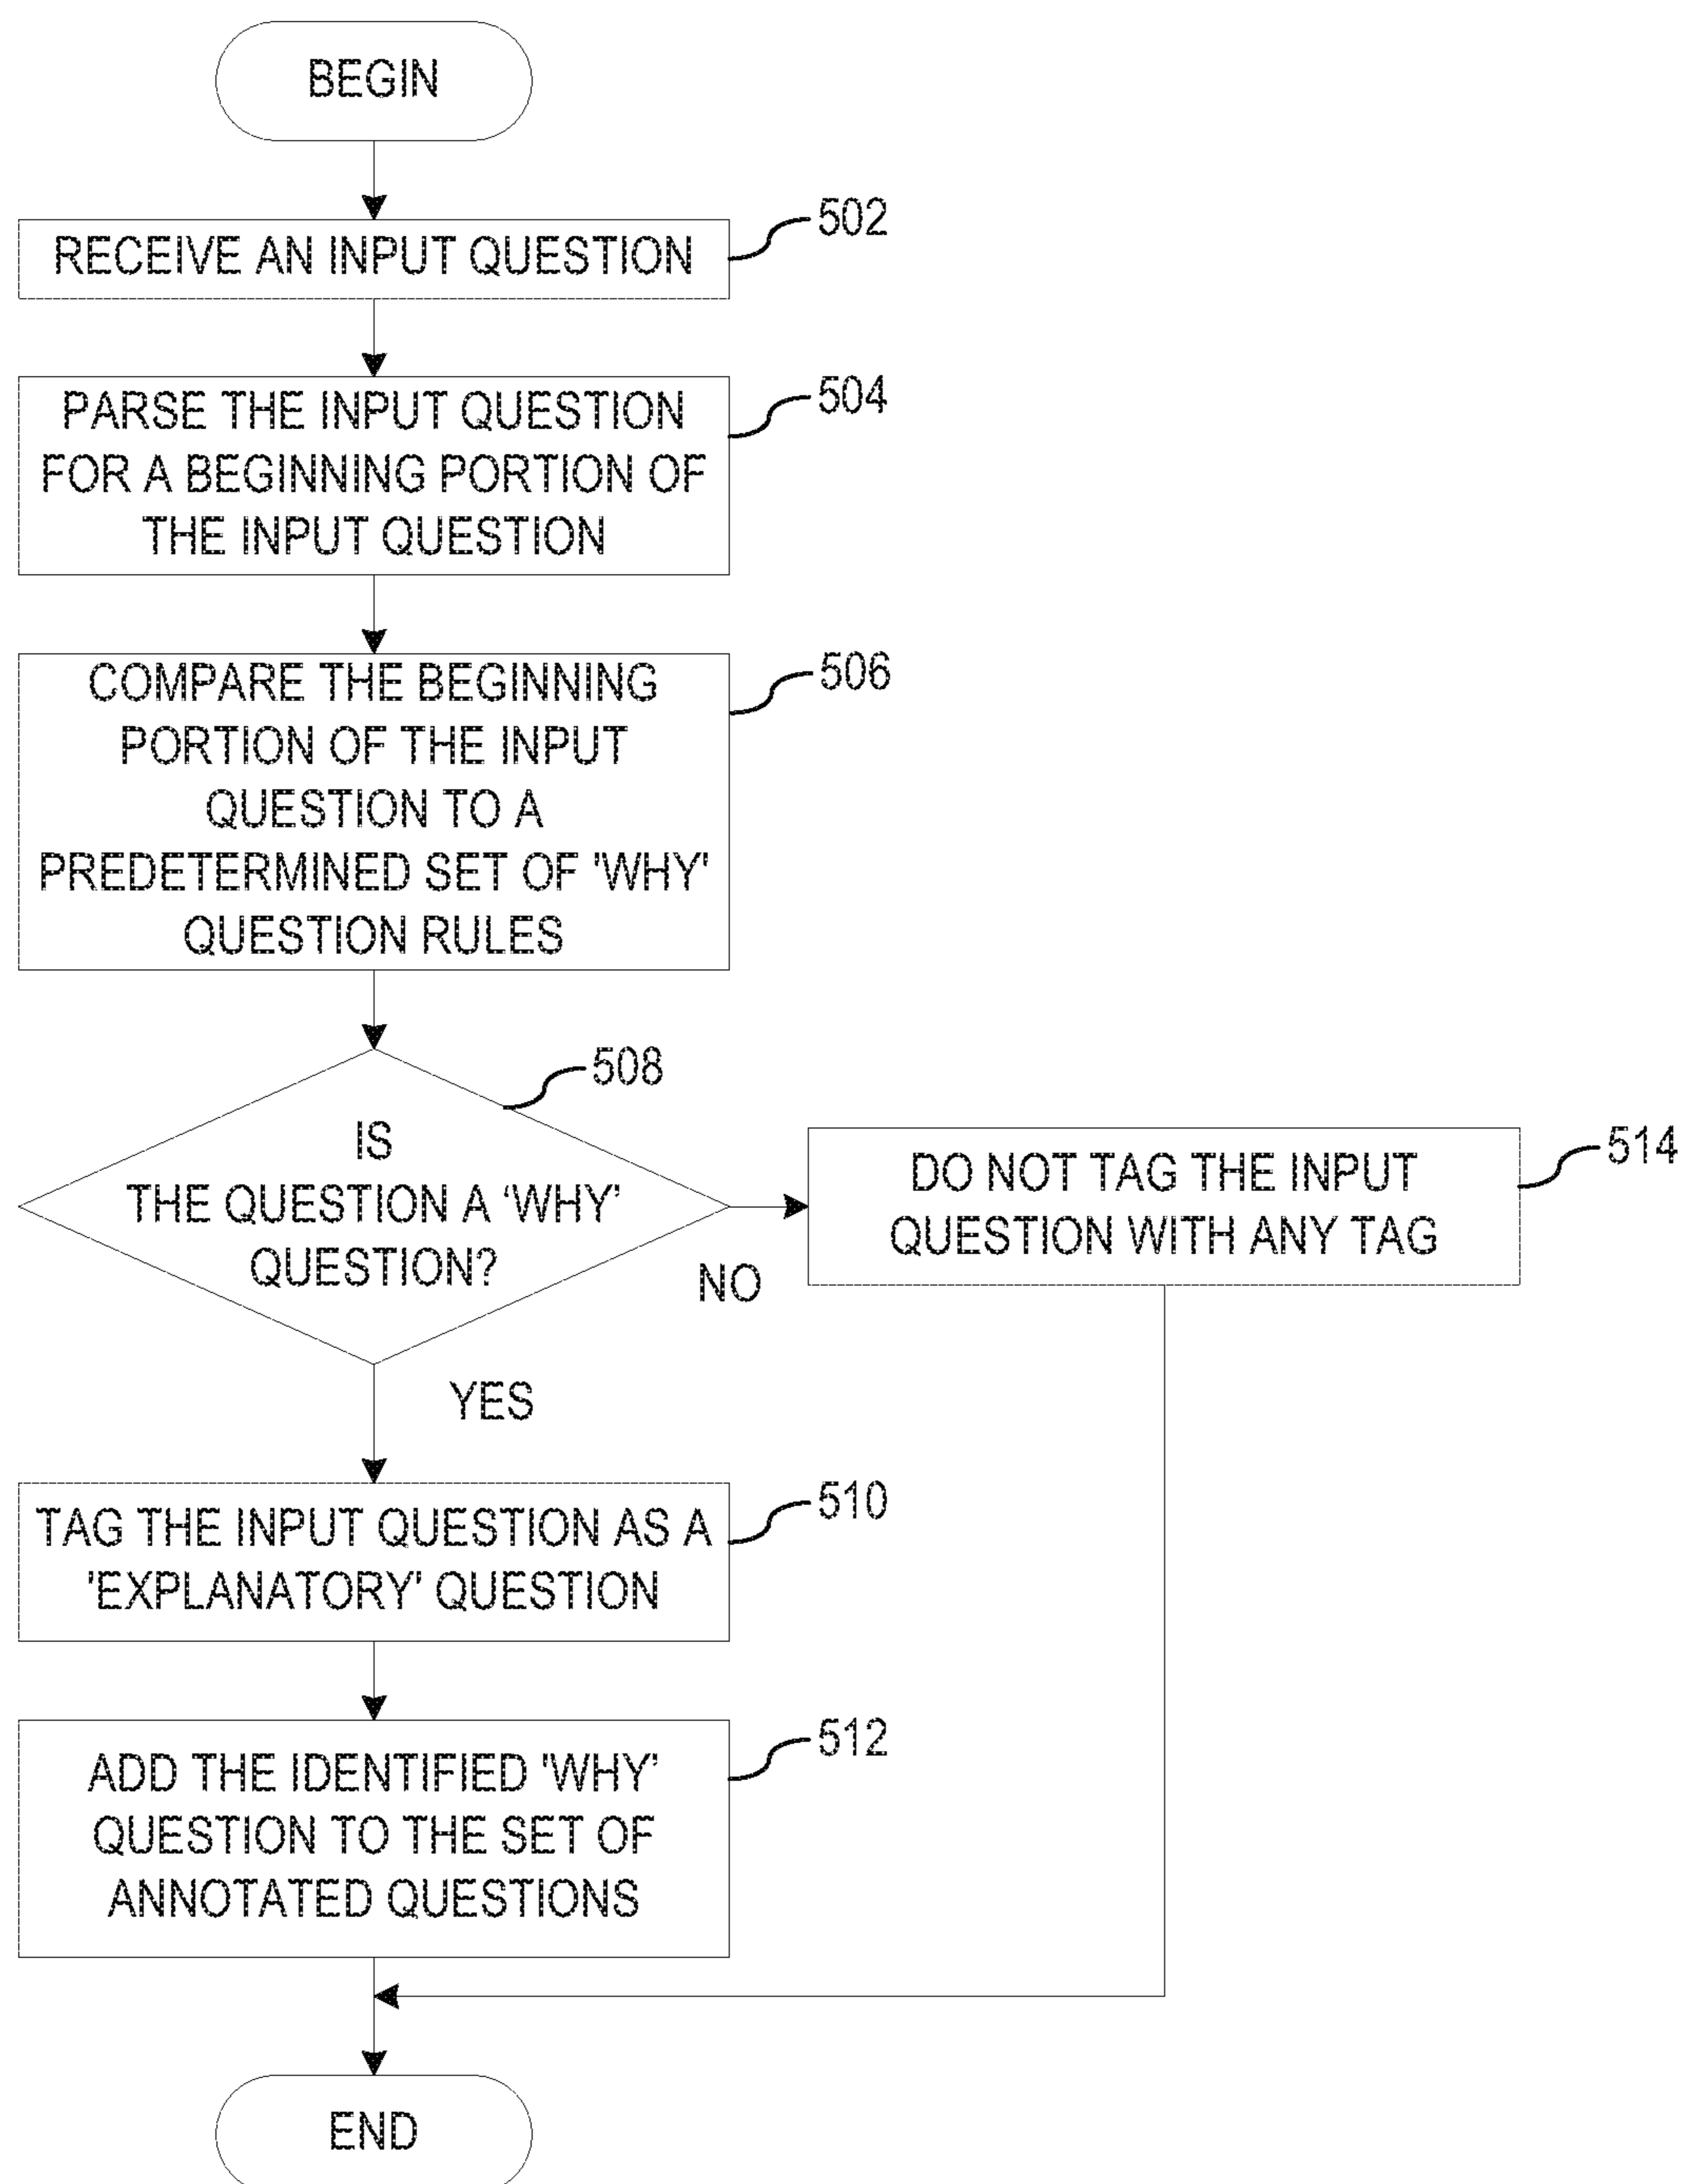 BEGIN
RECEIVE AN INPUT QUESTION
502
PARSE THE INPUT QUESTION
FOR A BEGINNING PORTION OF
THE INPUT QUESTION
504
COMPARE THE BEGINNING
PORTION OF THE INPUT
QUESTION TO A
PREDETERMINED SET OF 'WHY'
QUESTION RULES
506
IS
THE QUESTION A ‘WHY’
QUESTION?
508
NO
DO NOT TAG THE INPUT
QUESTION WITH ANY TAG
514
YES
TAG THE INPUT QUESTION AS A
'EXPLANATORY' QUESTION
510
ADD THE IDENTIFIED 'WHY'
QUESTION TO THE SET OF
ANNOTATED QUESTIONS
512
END